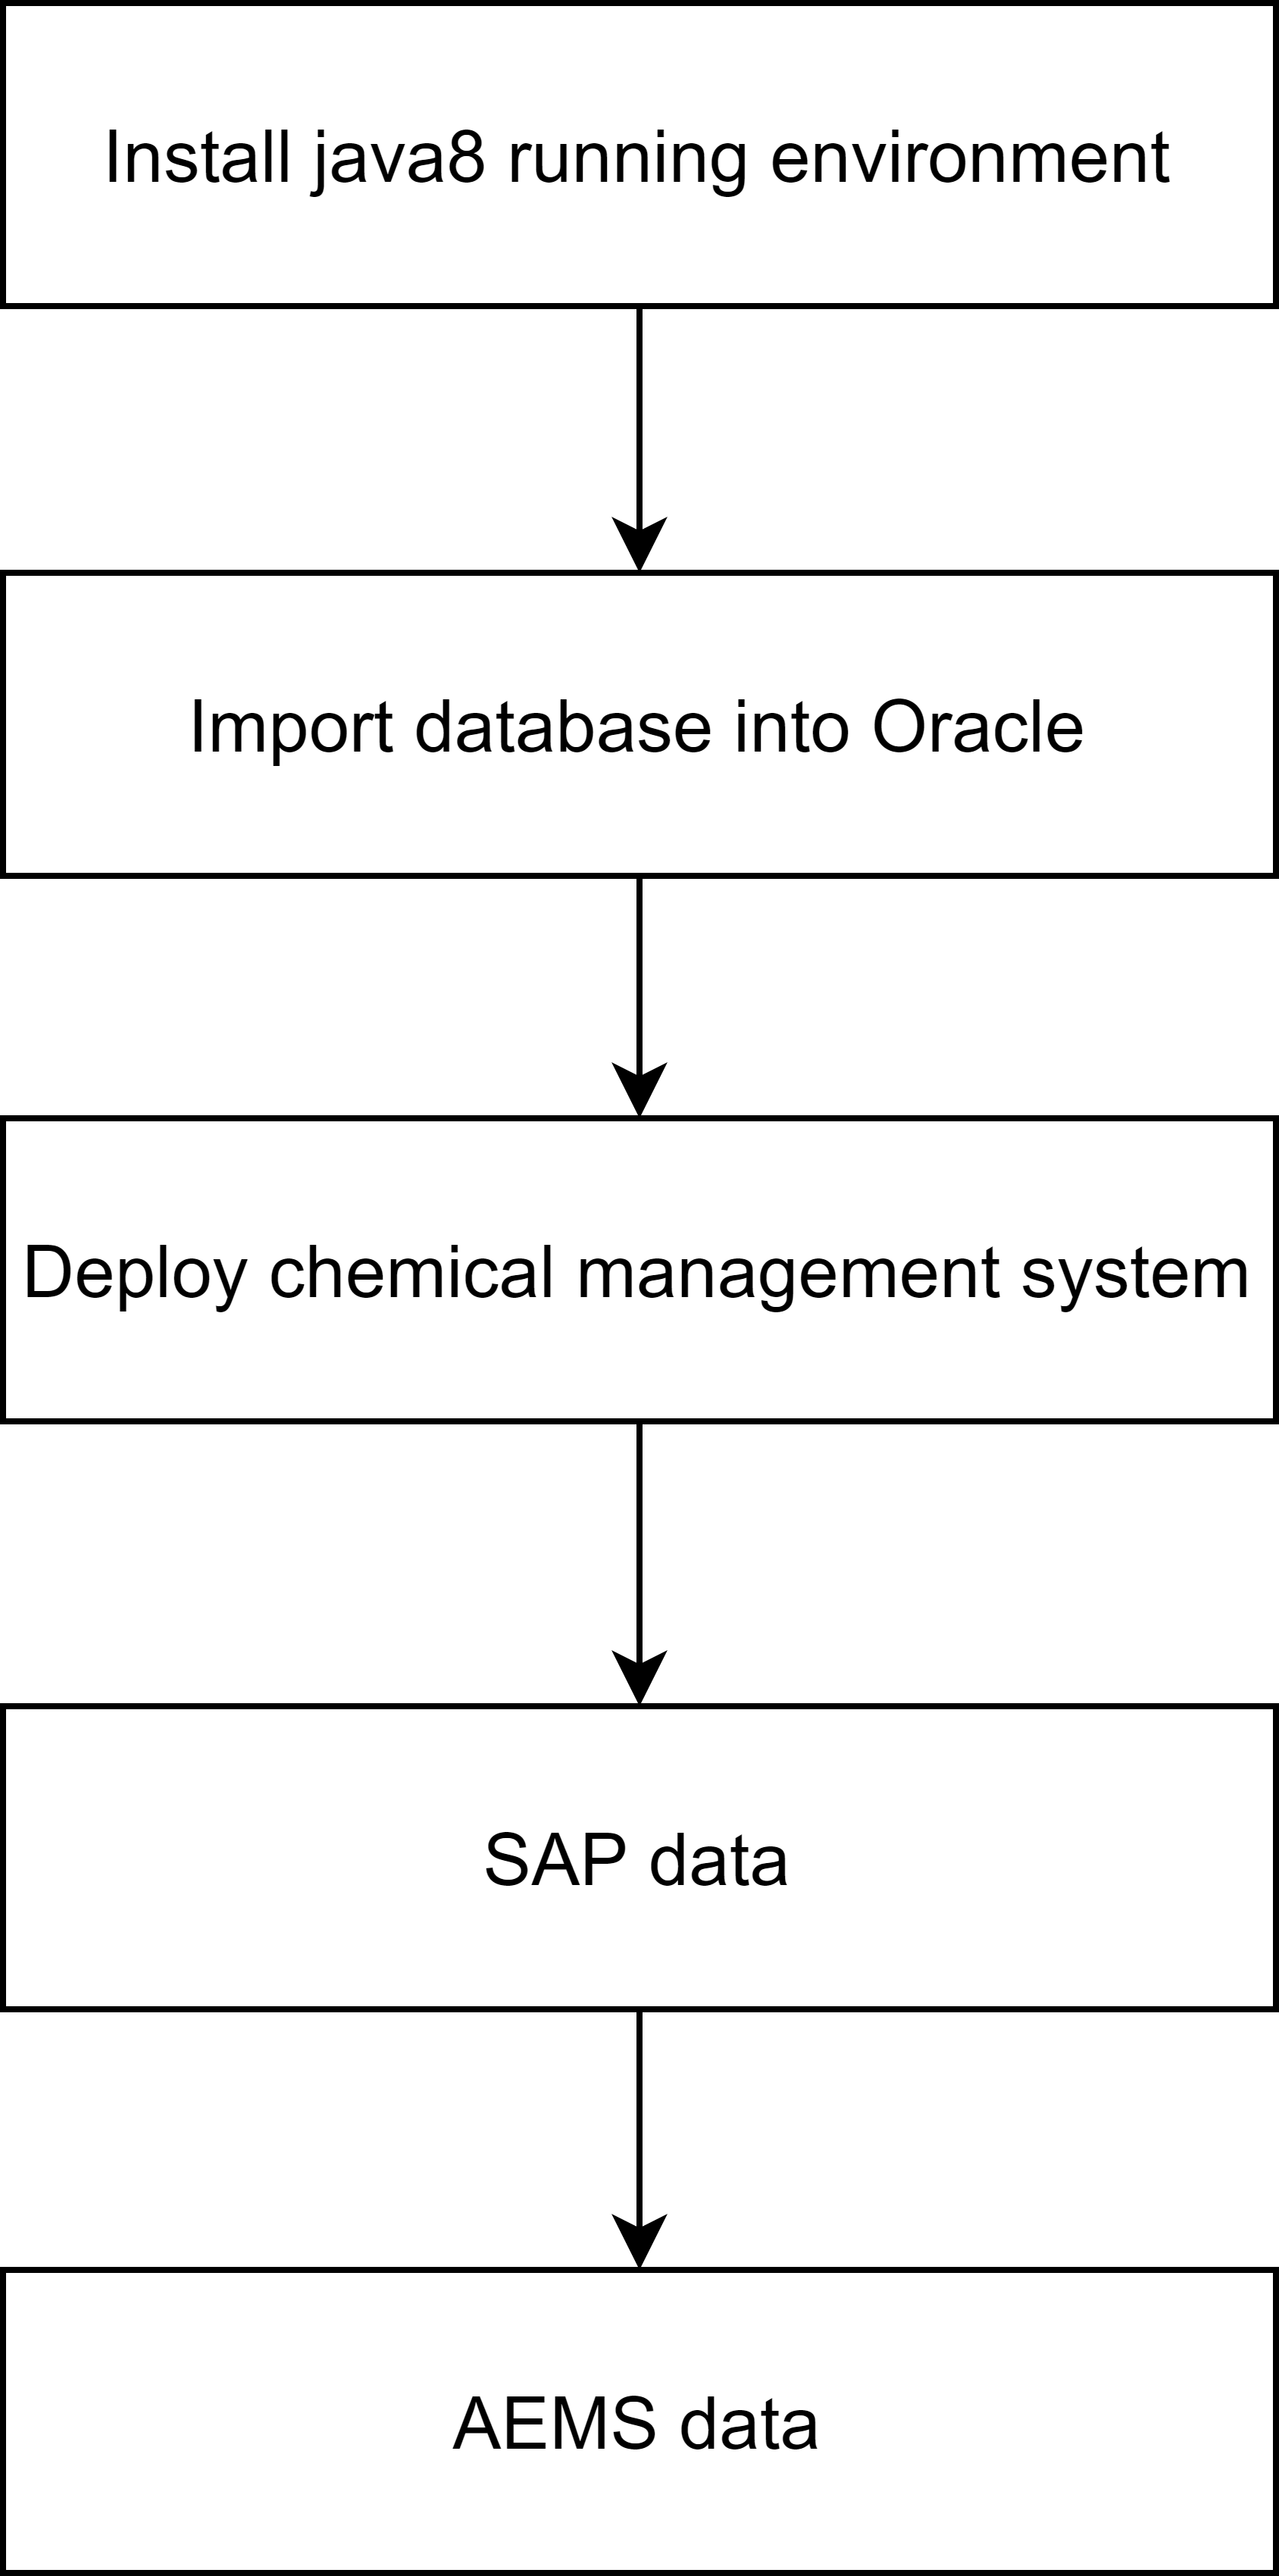 Install java8 running environment
Import database into Oracle
Deploy chemical management system
SAP data
AEMS data